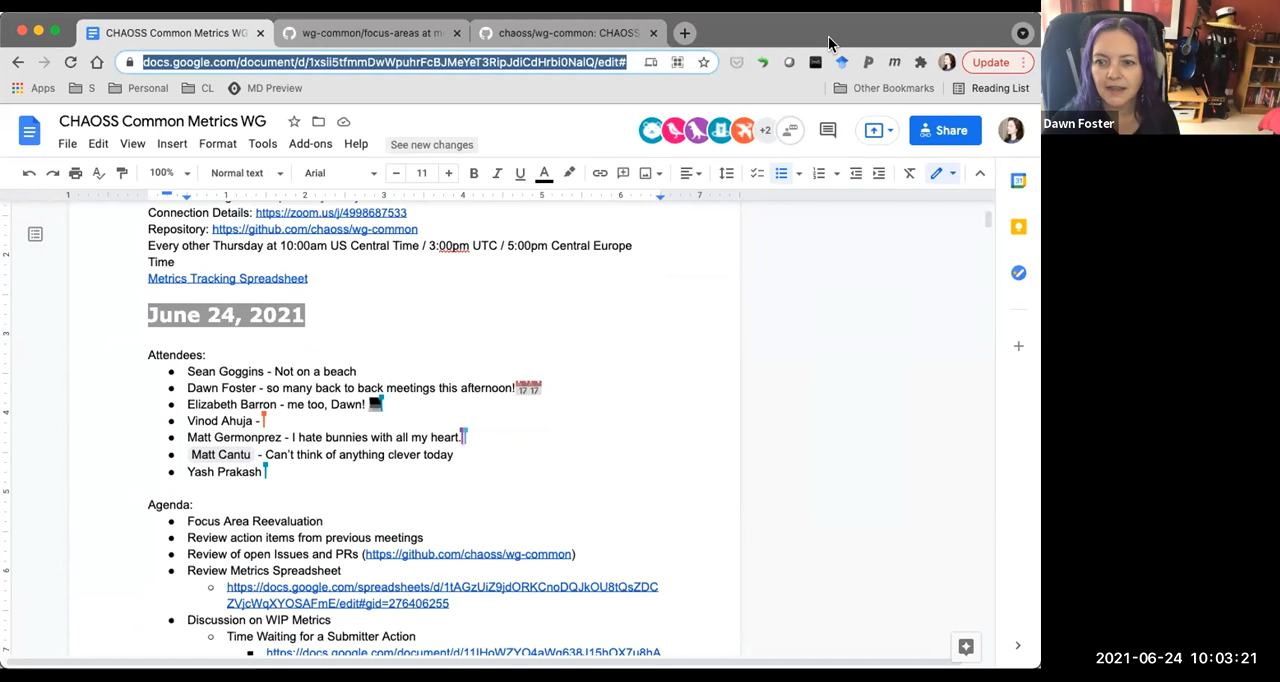 CHAOSS Common Metrics WG
wg-common/focus-areas at m
chaoss/wg-common: CHAOSS
docs.google.com/document/d/1xsii5tfmmDwWpuhrFcBJMeYeT3RipJdiCdHrbi0NalQ/edit#
Update
Apps
S
Personal
CL
MD Preview
Other Bookmarks
Reading List
Dawn Foster
CHAOSS Common Metrics WG
File Edit View Insert Format Tools Add-ons Help
See new changes
+2
Share
100%
Normal text
Arial
11
Connection Details: https://zoom.us/j/4998687533
Repository: https://github.com/chaoss/wg-common
Every other Thursday at 10:00am US Central Time / 3:00pm UTC / 5:00pm Central Europe
Time
Metrics Tracking Spreadsheet
June 24, 2021
Attendees:
Sean Goggins - Not on a beach
Dawn Foster - so many back to back meetings this afternoon!
Elizabeth Barron - me too, Dawn!
Vinod Ahuja -
Matt Germonprez - I hate bunnies with all my heart.
Matt Cantu - Can't think of anything clever today
Yash Prakash
Agenda:
Focus Area Reevaluation
Review action items from previous meetings
Review of open Issues and PRs (https://github.com/chaoss/wg-common)
Review Metrics Spreadsheet
https://docs.google.com/spreadsheets/d/1tAGzUiZ9jdORKCnoDQJkOU8tQsZDC
ZVjcWqXYOSAFmE/edit#gid=276406255
Discussion on WIP Metrics
Time Waiting for a Submitter Action
https://docs.google.com/document/d/11IHoWZYO4aWg638J15hOX7u8hA
2021-06-24 10:03:21